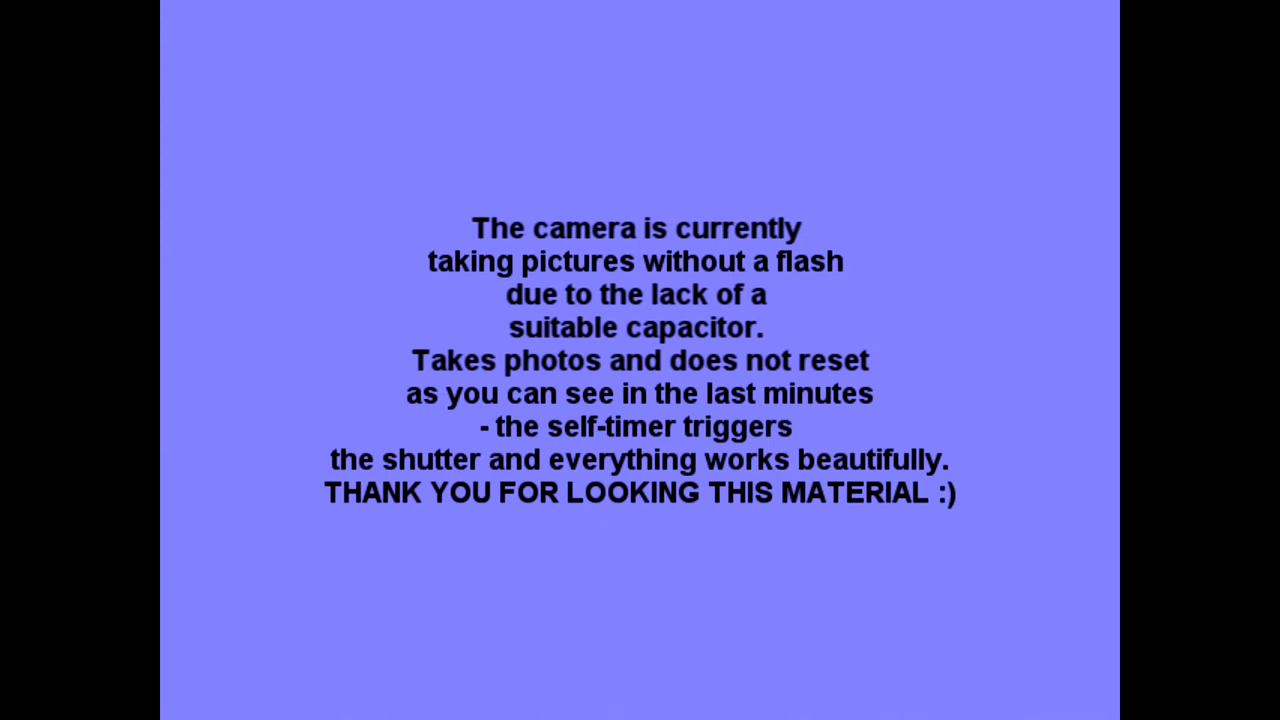 The camera is currently
taking pictures without a flash
due to the lack of a
suitable capacitor.
Takes photos and does not reset
as you can see in the last minutes
- the self-timer triggers
the shutter and everything works beautifully.
THANK YOU FOR LOOKING THIS MATERIAL :)